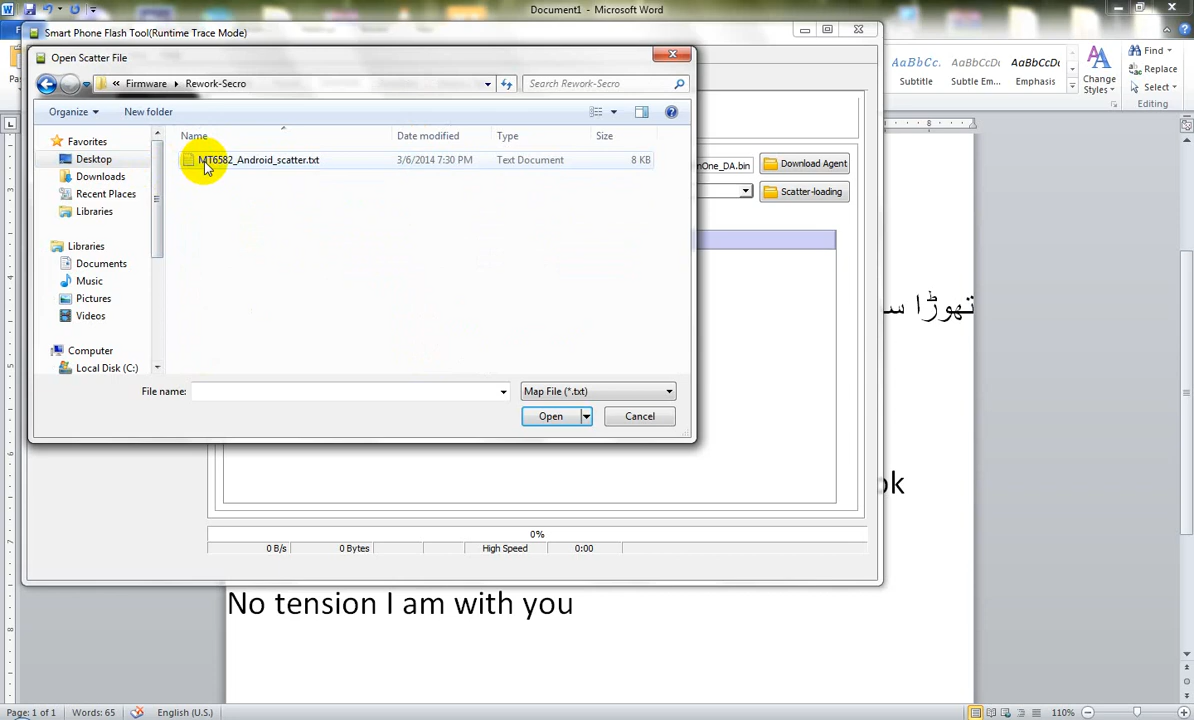 Document1 - Microsoft Word
Smart Phone Flash Tool(Runtime Trace Mode)
Open Scatter File
Firmware
Rework-Secro
Search Rework-Secro
Organize
New folder
Subtitle
Subtle Em...
Emphasis
Change Styles
Find
Replace
Select
Editing
Name
Date modified
Type
Size
MT6582_Android_scatter.txt
3/6/2014 7:30 PM
Text Document
8 KB
Favorites
Desktop
Downloads
Recent Places
Libraries
Libraries
Documents
Music
Pictures
Videos
Computer
Local Disk (C:)
File name:
Map File (*.txt)
Open
Cancel
nOne_DA.bin
Download Agent
Scatter-loading
تھوڑا
ok
0%
0 B/s
0 Bytes
High Speed
0:00
No tension I am with you
Page: 1 of 1
Words: 65
English (U.S.)
110%